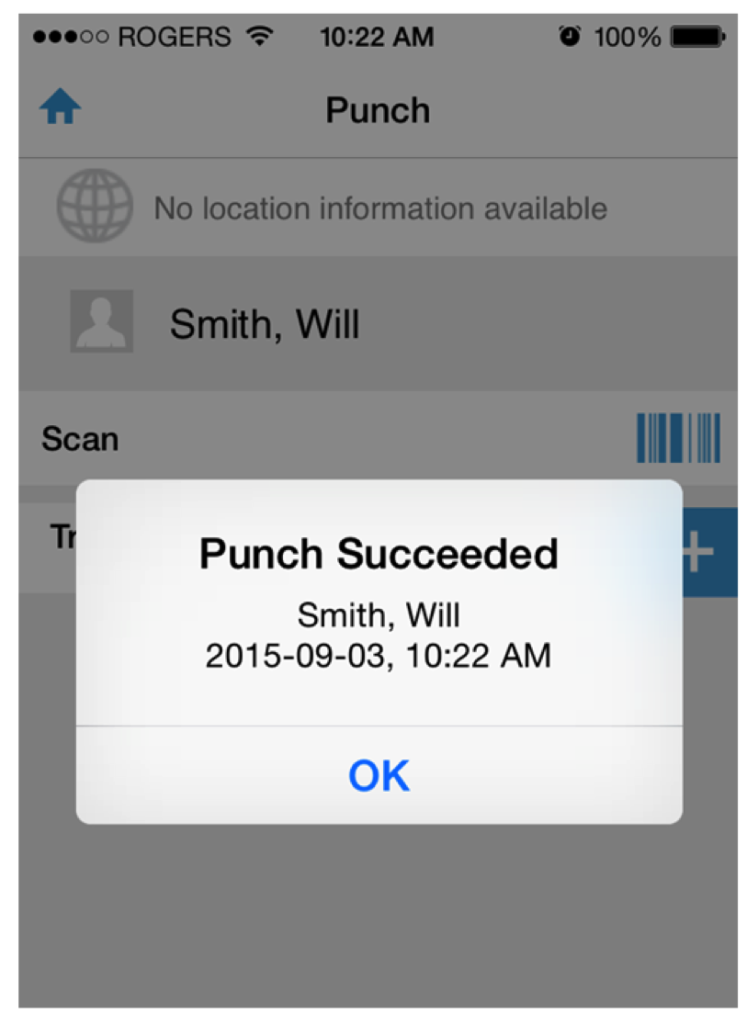 ROGERS 10:22 AM 100%
Punch
No location information available
Smith, Will
Scan
Tr
Punch Succeeded
Smith, Will
2015-09-03, 10:22 AM
OK